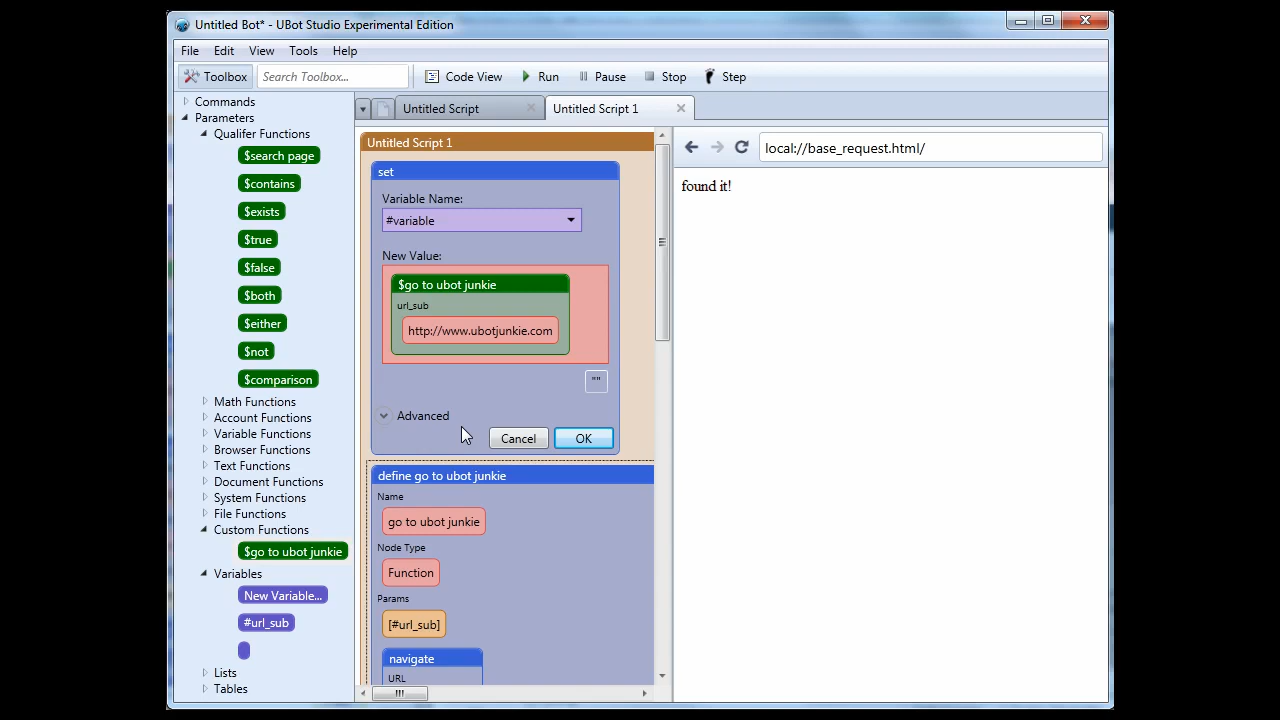 Untitled Bot* - UBot Studio Experimental Edition
File Edit View Tools Help
Toolbox Search Toolbox... Code View Run Pause Stop Step
Commands
Parameters
Qualifer Functions
$search page
$contains
$exists
$true
$false
$both
$either
$not
$comparison
Math Functions
Account Functions
Variable Functions
Browser Functions
Text Functions
Document Functions
System Functions
File Functions
Custom Functions
$go to ubot junkie
Variables
New Variable...
#url_sub
Lists
Tables
Untitled Script Untitled Script 1
Untitled Script 1
set
Variable Name:
#variable
New Value:
$go to ubot junkie
url_sub
http://www.ubotjunkie.com
""
Advanced
Cancel OK
define go to ubot junkie
Name
go to ubot junkie
Node Type
Function
Params
[#url_sub]
navigate
URL
local://base_request.html/
found it!